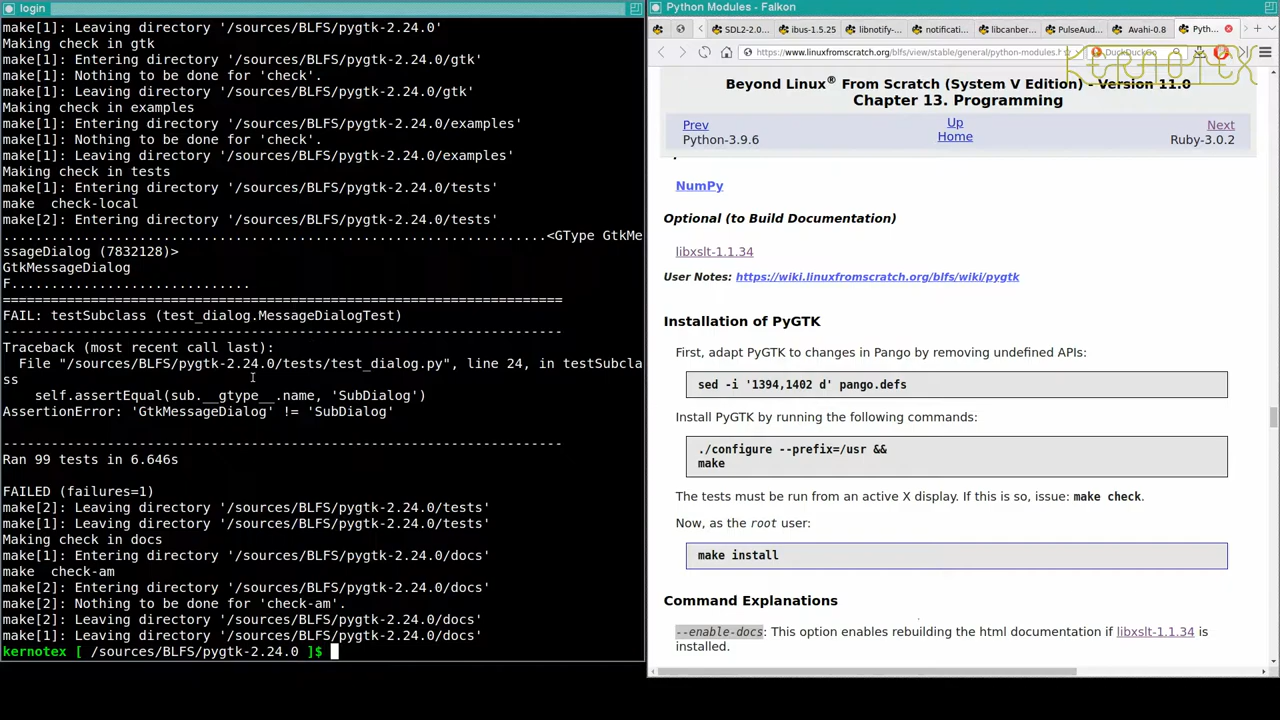 login
make[1]: Leaving directory '/sources/BLFS/pygtk-2.24.0'
Making check in gtk
make[1]: Entering directory '/sources/BLFS/pygtk-2.24.0/gtk'
make[1]: Nothing to be done for 'check'.
make[1]: Leaving directory '/sources/BLFS/pygtk-2.24.0/gtk'
Making check in examples
make[1]: Entering directory '/sources/BLFS/pygtk-2.24.0/examples'
make[1]: Nothing to be done for 'check'.
make[1]: Leaving directory '/sources/BLFS/pygtk-2.24.0/examples'
Making check in tests
make[1]: Entering directory '/sources/BLFS/pygtk-2.24.0/tests'
make  check-local
make[2]: Entering directory '/sources/BLFS/pygtk-2.24.0/tests'
....................................................................<GType GtkMe
ssageDialog (7832128)>
GtkMessageDialog
F..............................
======================================================================
FAIL: testSubclass (test_dialog.MessageDialogTest)
----------------------------------------------------------------------
Traceback (most recent call last):
  File "/sources/BLFS/pygtk-2.24.0/tests/test_dialog.py", line 24, in testSubcla
ss
    self.assertEqual(sub.__gtype__.name, 'SubDialog')
AssertionError: 'GtkMessageDialog' != 'SubDialog'
----------------------------------------------------------------------
Ran 99 tests in 6.646s
FAILED (failures=1)
make[2]: Leaving directory '/sources/BLFS/pygtk-2.24.0/tests'
make[1]: Leaving directory '/sources/BLFS/pygtk-2.24.0/tests'
Making check in docs
make[1]: Entering directory '/sources/BLFS/pygtk-2.24.0/docs'
make  check-am
make[2]: Entering directory '/sources/BLFS/pygtk-2.24.0/docs'
make[2]: Nothing to be done for 'check-am'.
make[2]: Leaving directory '/sources/BLFS/pygtk-2.24.0/docs'
make[1]: Leaving directory '/sources/BLFS/pygtk-2.24.0/docs'
kernotex [ /sources/BLFS/pygtk-2.24.0 ]$
Python Modules - Falkon
SDL2-2.0... ibus-1.5.25 libnotify-... notificati... libcanber... PulseAud... Avahi-0.8 Pyth...
https://www.linuxfromscratch.org/blfs/view/stable/general/python-modules.h DuckDuckGo
KERNOTEX
Beyond Linux® From Scratch (System V Edition) - Version 11.0
Chapter 13. Programming
Prev Up Next
Python-3.9.6 Home Ruby-3.0.2
NumPy
Optional (to Build Documentation)
libxslt-1.1.34
User Notes: https://wiki.linuxfromscratch.org/blfs/wiki/pygtk
Installation of PyGTK
First, adapt PyGTK to changes in Pango by removing undefined APIs:
sed -i '1394,1402 d' pango.defs
Install PyGTK by running the following commands:
./configure --prefix=/usr &&
make
The tests must be run from an active X display. If this is so, issue: make check.
Now, as the root user:
make install
Command Explanations
--enable-docs: This option enables rebuilding the html documentation if libxslt-1.1.34 is
installed.